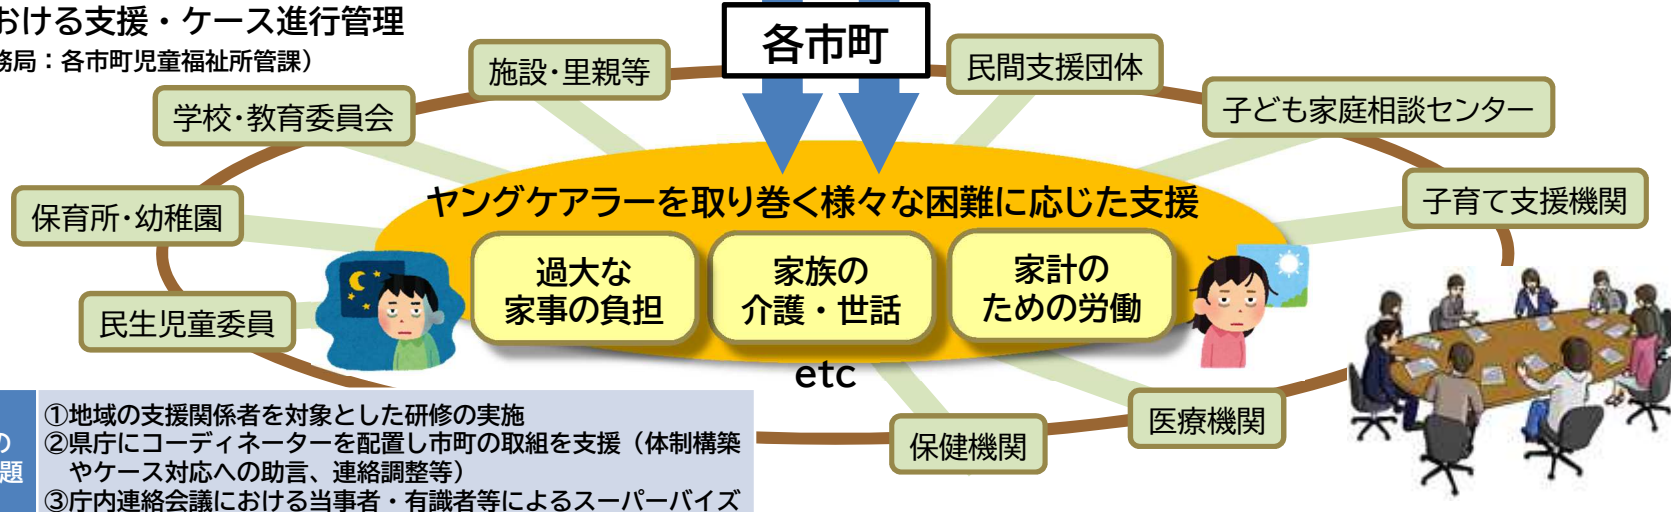 おける支援・ケース進行管理
務局：各市町児童福祉所管課）
各市町
施設・里親等
民間支援団体
学校・教育委員会
子ども家庭相談センター
保育所・幼稚園
子育て支援機関
ヤングケアラーを取り巻く様々な困難に応じた支援
過大な
家事の負担
家族の
介護・世話
家計の
ための労働
民生児童委員
etc
医療機関
保健機関
の
題
①地域の支援関係者を対象とした研修の実施
②県庁にコーディネーターを配置し市町の取組を支援（体制構築
やケース対応への助言、連絡調整等）
③庁内連絡会議における当事者・有識者等によるスーパーバイズ